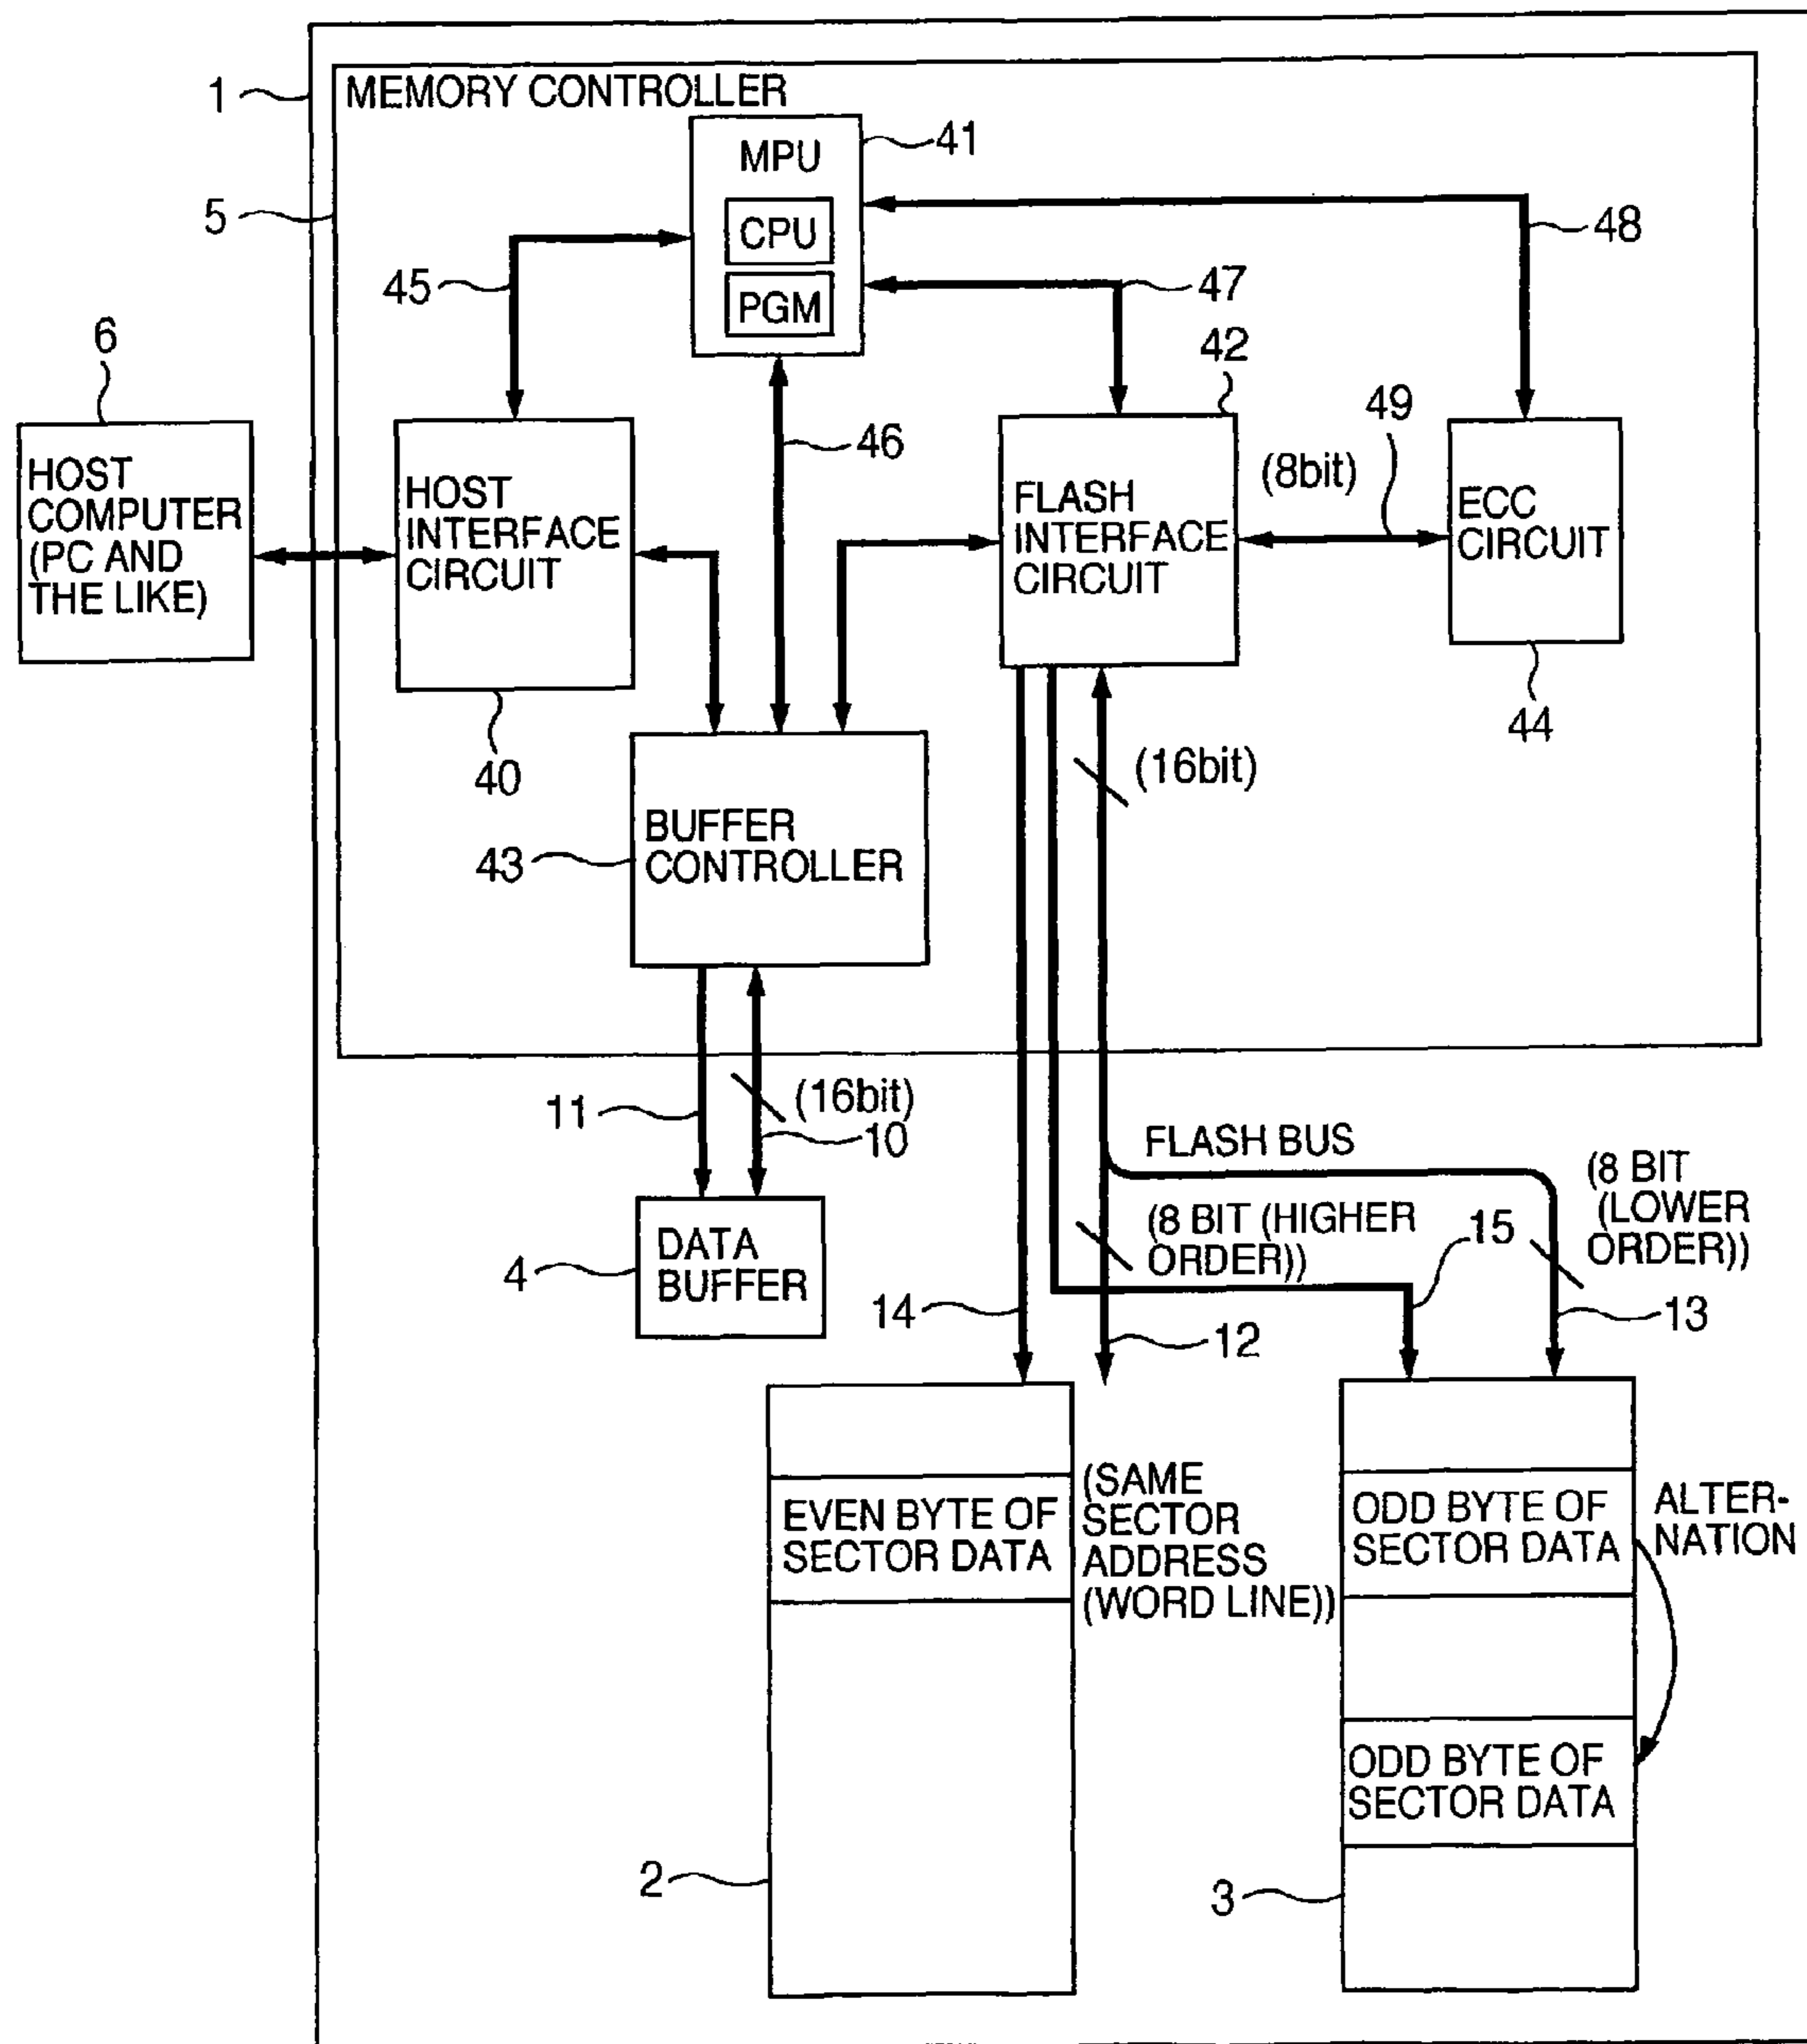 1
MEMORY CONTROLLER
41
MPU
5
CPU
48
45
47
PGM
6
42
49
46
(8bit)
HOST
COMPUTER
(PC AND
THE LIKE)
HOST
INTERFACE
CIRCUIT
FLASH
INTERFACE
CIRCUIT
ECC
CIRCUIT
40
44
(16bit)
BUFFER
CONTROLLER
43
11
(16bit)
10
FLASH BUS
(8 BIT
(LOWER
ORDER))
(8 BIT (HIGHER
ORDER))
15
DATA
BUFFER
4
14
12
13
EVEN BYTE OF
SECTOR DATA
(SAME
SECTOR
ADDRESS
(WORD LINE))
ODD BYTE OF
SECTOR DATA
ALTER-
NATION
ODD BYTE OF
SECTOR DATA
2
3